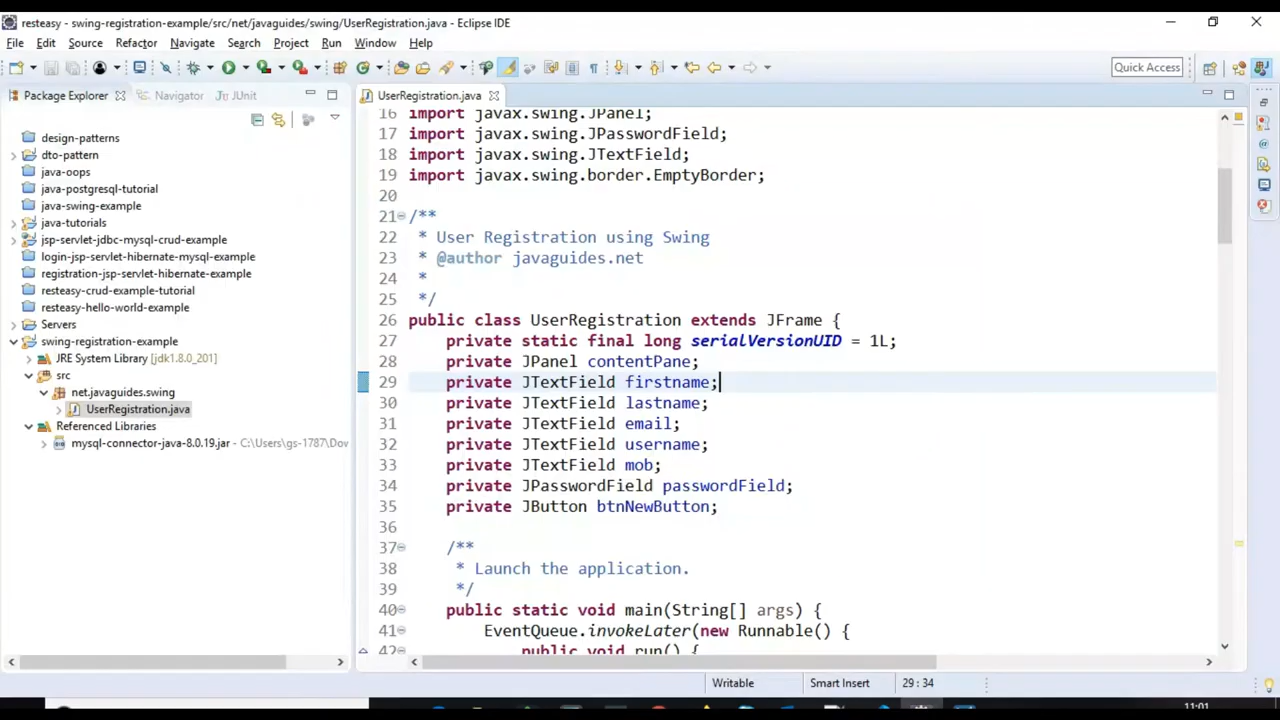 resteasy - swing-registration-example/src/net/javaguides/swing/UserRegistration.java - Eclipse IDE
File Edit Source Refactor Navigate Search Project Run Window Help
Quick Access
Package Explorer Navigator JUnit
UserRegistration.java
design-patterns
dto-pattern
java-oops
java-postgresql-tutorial
java-swing-example
java-tutorials
jsp-servlet-jdbc-mysql-crud-example
login-jsp-servlet-hibernate-mysql-example
registration-jsp-servlet-hibernate-example
resteasy-crud-example-tutorial
resteasy-hello-world-example
Servers
swing-registration-example
JRE System Library [jdk1.8.0_201]
src
net.javaguides.swing
UserRegistration.java
Referenced Libraries
mysql-connector-java-8.0.19.jar - C:\Users\gs-1787\Dov
16 import javax.swing.JPanel;
17 import javax.swing.JPasswordField;
18 import javax.swing.JTextField;
19 import javax.swing.border.EmptyBorder;
20
21 /**
22 * User Registration using Swing
23 * @author javaguides.net
24 *
25 */
26 public class UserRegistration extends JFrame {
27 private static final long serialVersionUID = 1L;
28 private JPanel contentPane;
29 private JTextField firstname;
30 private JTextField lastname;
31 private JTextField email;
32 private JTextField username;
33 private JTextField mob;
34 private JPasswordField passwordField;
35 private JButton btnNewButton;
36
37 /**
38 * Launch the application.
39 */
40 public static void main(String[] args) {
41 EventQueue.invokeLater(new Runnable() {
42 public void run() {
Writable Smart Insert 29 : 34
11:01